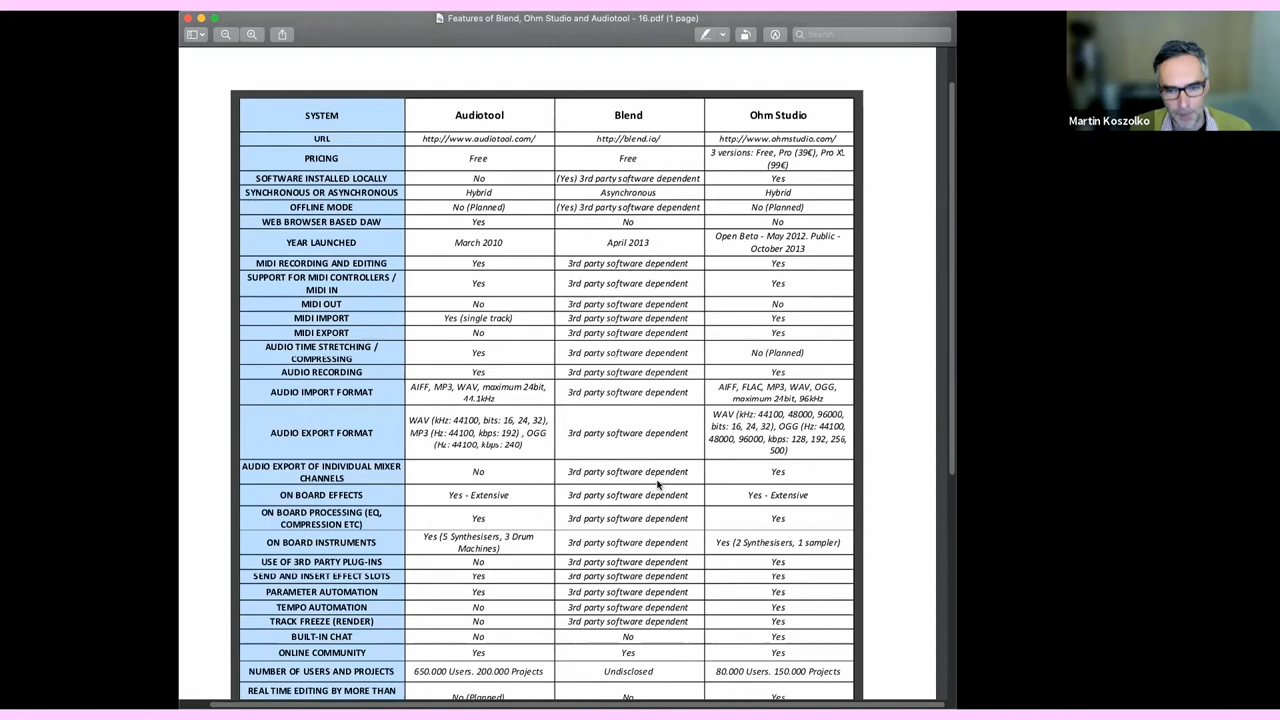 Features of Blend, Ohm Studio and Audiotool - 16.pdf (1 page)
Search
Martin Koszolko
SYSTEM Audiotool Blend Ohm Studio
URL http://www.audiotool.com/ http://blend.io/ http://www.ohmstudio.com/
PRICING Free Free 3 versions: Free, Pro (39€), Pro XL
(99€)
SOFTWARE INSTALLED LOCALLY No (Yes) 3rd party software dependent Yes
SYNCHRONOUS OR ASYNCHRONOUS Hybrid Asynchronous Hybrid
OFFLINE MODE No (Planned) (Yes) 3rd party software dependent No (Planned)
WEB BROWSER BASED DAW Yes No No
YEAR LAUNCHED March 2010 April 2013 Open Beta - May 2012. Public -
October 2013
MIDI RECORDING AND EDITING Yes 3rd party software dependent Yes
SUPPORT FOR MIDI CONTROLLERS /
MIDI IN Yes 3rd party software dependent Yes
MIDI OUT No 3rd party software dependent No
MIDI IMPORT Yes (single track) 3rd party software dependent Yes
MIDI EXPORT No 3rd party software dependent Yes
AUDIO TIME STRETCHING /
COMPRESSING Yes 3rd party software dependent No (Planned)
AUDIO RECORDING Yes 3rd party software dependent Yes
AUDIO IMPORT FORMAT AIFF, MP3, WAV, maximum 24bit,
44.1kHz 3rd party software dependent AIFF, FLAC, MP3, WAV, OGG,
maximum 24bit, 96kHz
AUDIO EXPORT FORMAT WAV (kHz: 44100, bits: 16, 24, 32),
MP3 (Hz: 44100, kbps: 192) , OGG
(Hz: 44100, kbps: 240) 3rd party software dependent WAV (kHz: 44100, 48000, 96000,
bits: 16, 24, 32), OGG (Hz: 44100,
48000, 96000, kbps: 128, 192, 256,
500)
AUDIO EXPORT OF INDIVIDUAL MIXER
CHANNELS No 3rd party software dependent Yes
ON BOARD EFFECTS Yes - Extensive 3rd party software dependent Yes - Extensive
ON BOARD PROCESSING (EQ,
COMPRESSION ETC) Yes 3rd party software dependent Yes
ON BOARD INSTRUMENTS Yes (5 Synthesisers, 3 Drum
Machines) 3rd party software dependent Yes (2 Synthesisers, 1 sampler)
USE OF 3RD PARTY PLUG-INS No 3rd party software dependent Yes
SEND AND INSERT EFFECT SLOTS Yes 3rd party software dependent Yes
PARAMETER AUTOMATION Yes 3rd party software dependent Yes
TEMPO AUTOMATION No 3rd party software dependent Yes
TRACK FREEZE (RENDER) No 3rd party software dependent Yes
BUILT-IN CHAT No No Yes
ONLINE COMMUNITY Yes Yes Yes
NUMBER OF USERS AND PROJECTS 650.000 Users. 200.000 Projects Undisclosed 80.000 Users. 150.000 Projects
REAL TIME EDITING BY MORE THAN
No (Planned) No Yes